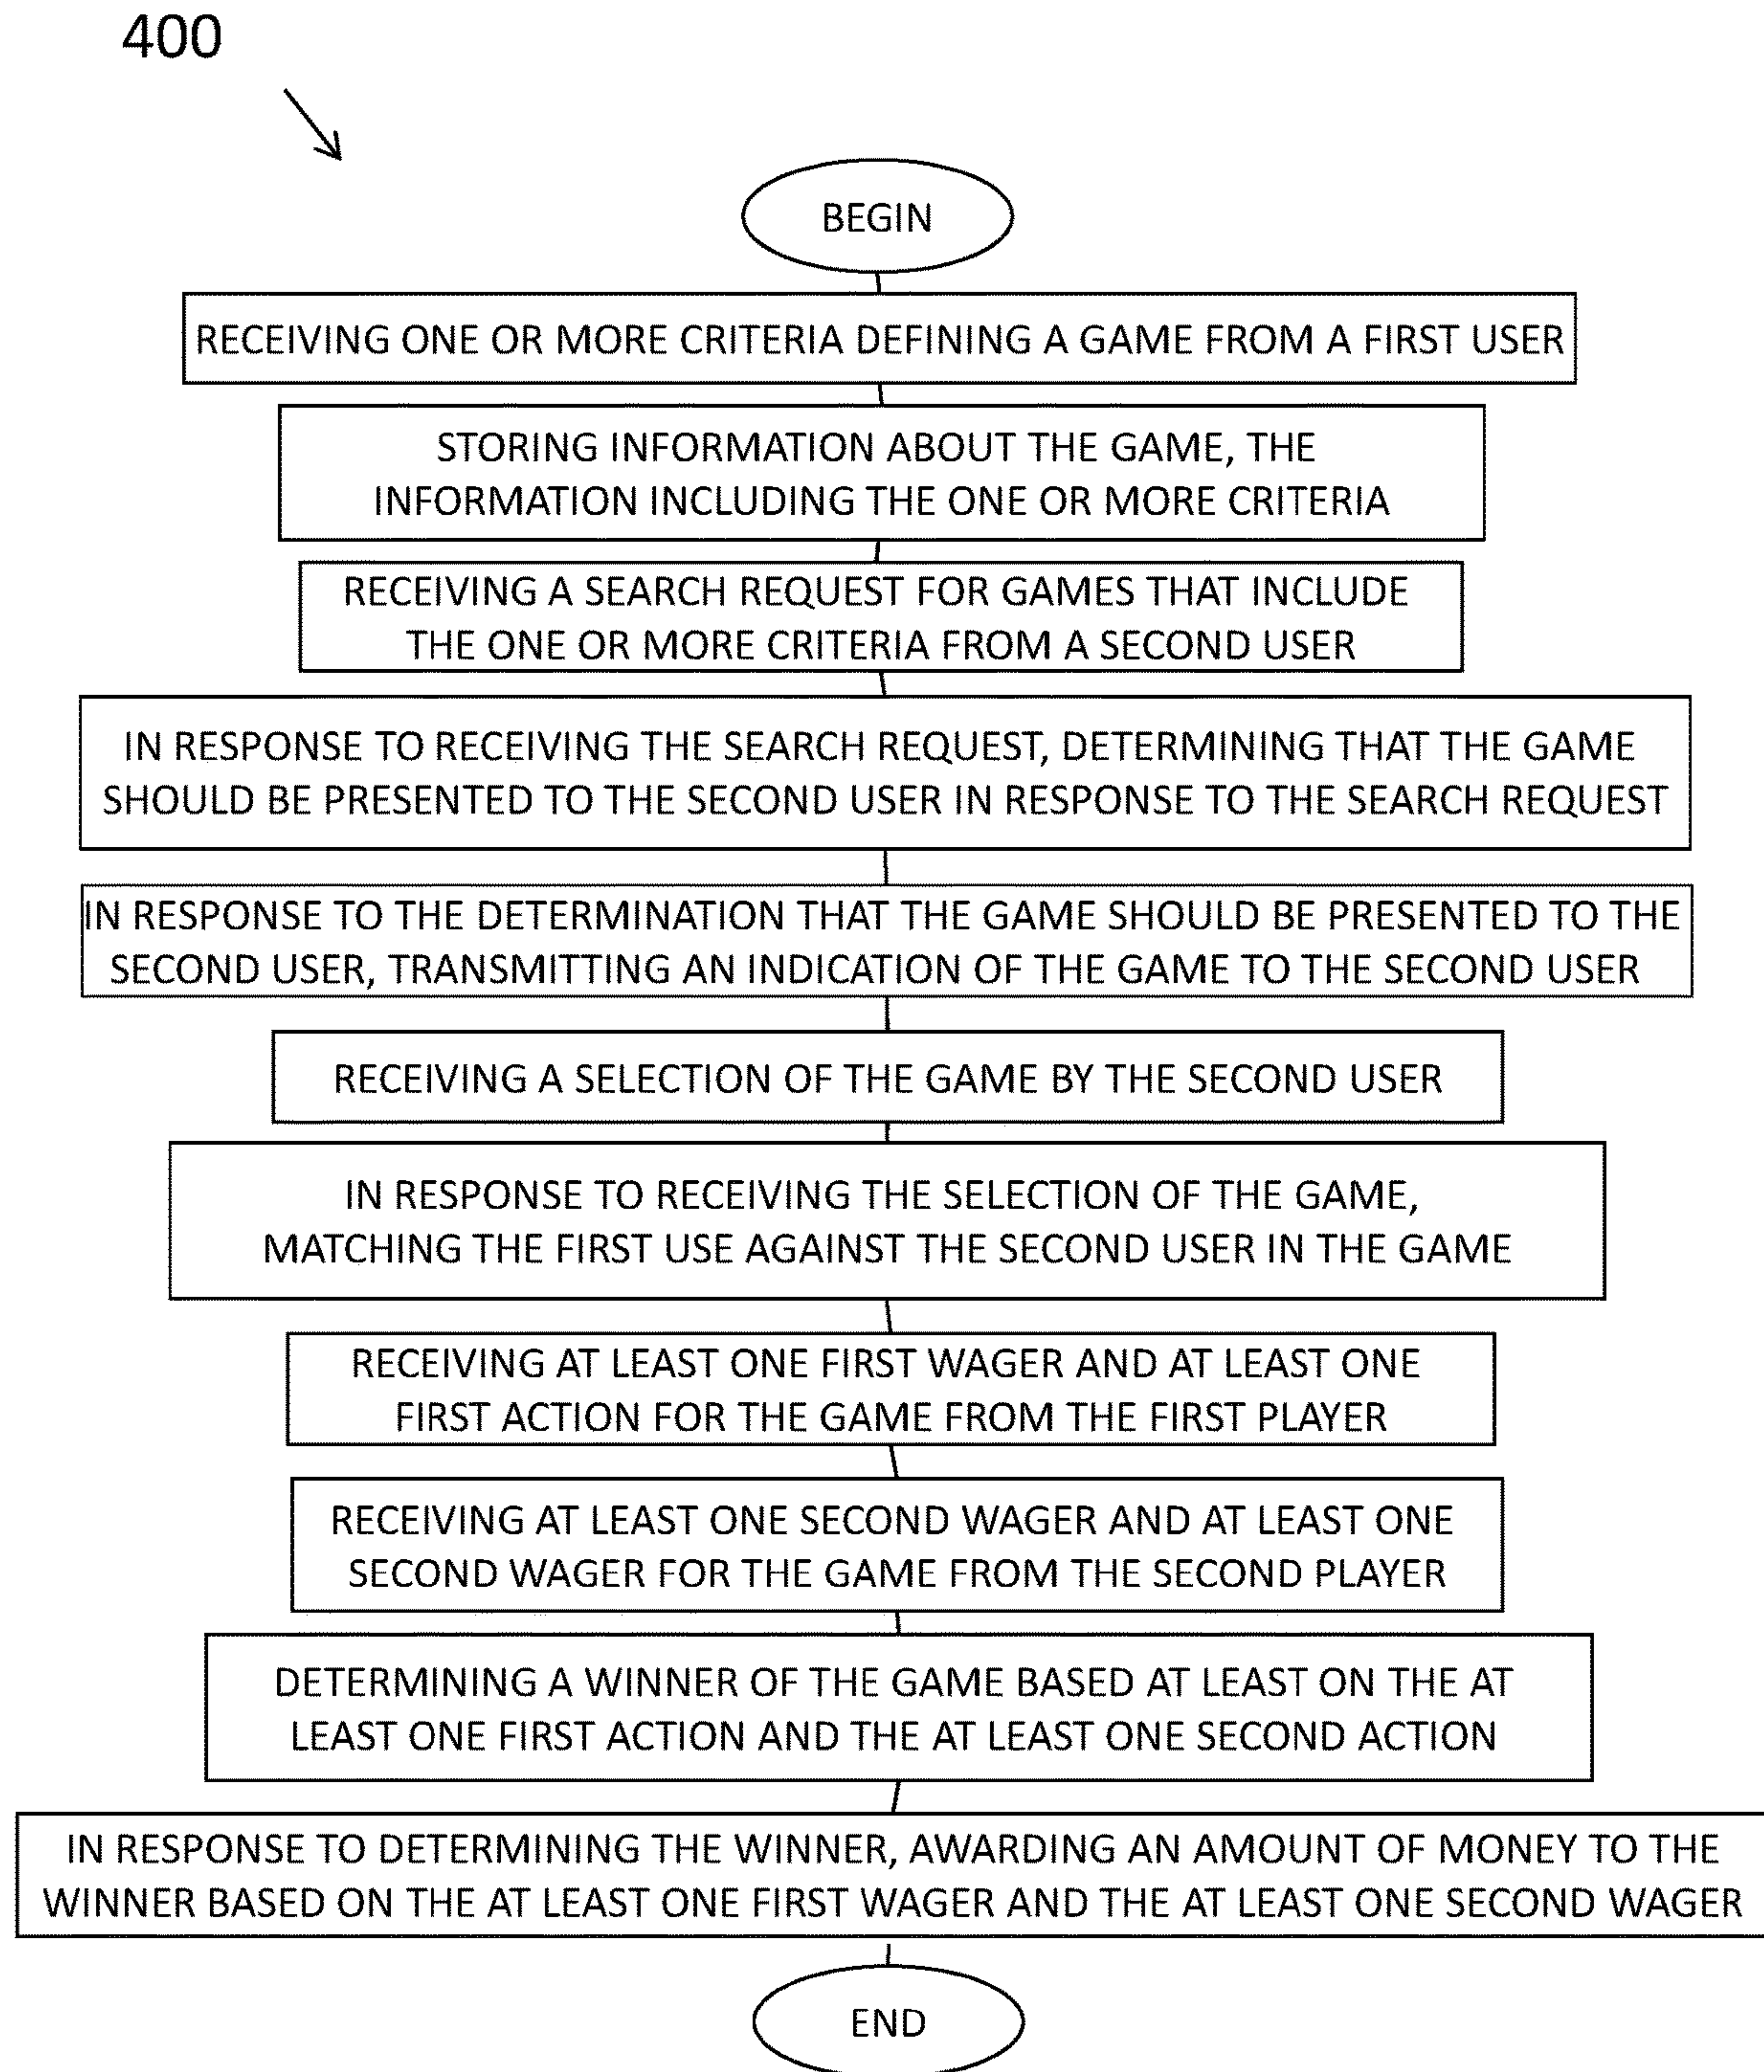 400
BEGIN
RECEIVING ONE OR MORE CRITERIA DEFINING A GAME FROM A FIRST USER
STORING INFORMATION ABOUT THE GAME, THE
INFORMATION INCLUDING THE ONE OR MORE CRITERIA
RECEIVING A SEARCH REQUEST FOR GAMES THAT INCLUDE
THE ONE OR MORE CRITERIA FROM A SECOND USER
IN RESPONSE TO RECEIVING THE SEARCH REQUEST, DETERMINING THAT THE GAME
SHOULD BE PRESENTED TO THE SECOND USER IN RESPONSE TO THE SEARCH REQUEST
IN RESPONSE TO THE DETERMINATION THAT THE GAME SHOULD BE PRESENTED TO THE
SECOND USER, TRANSMITTING AN INDICATION OF THE GAME TO THE SECOND USER
RECEIVING A SELECTION OF THE GAME BY THE SECOND USER
IN RESPONSE TO RECEIVING THE SELECTION OF THE GAME,
MATCHING THE FIRST USE AGAINST THE SECOND USER IN THE GAME
RECEIVING AT LEAST ONE FIRST WAGER AND AT LEAST ONE
FIRST ACTION FOR THE GAME FROM THE FIRST PLAYER
RECEIVING AT LEAST ONE SECOND WAGER AND AT LEAST ONE
SECOND WAGER FOR THE GAME FROM THE SECOND PLAYER
DETERMINING A WINNER OF THE GAME BASED AT LEAST ON THE AT
LEAST ONE FIRST ACTION AND THE AT LEAST ONE SECOND ACTION
IN RESPONSE TO DETERMINING THE WINNER, AWARDING AN AMOUNT OF MONEY TO THE
WINNER BASED ON THE AT LEAST ONE FIRST WAGER AND THE AT LEAST ONE SECOND WAGER
END